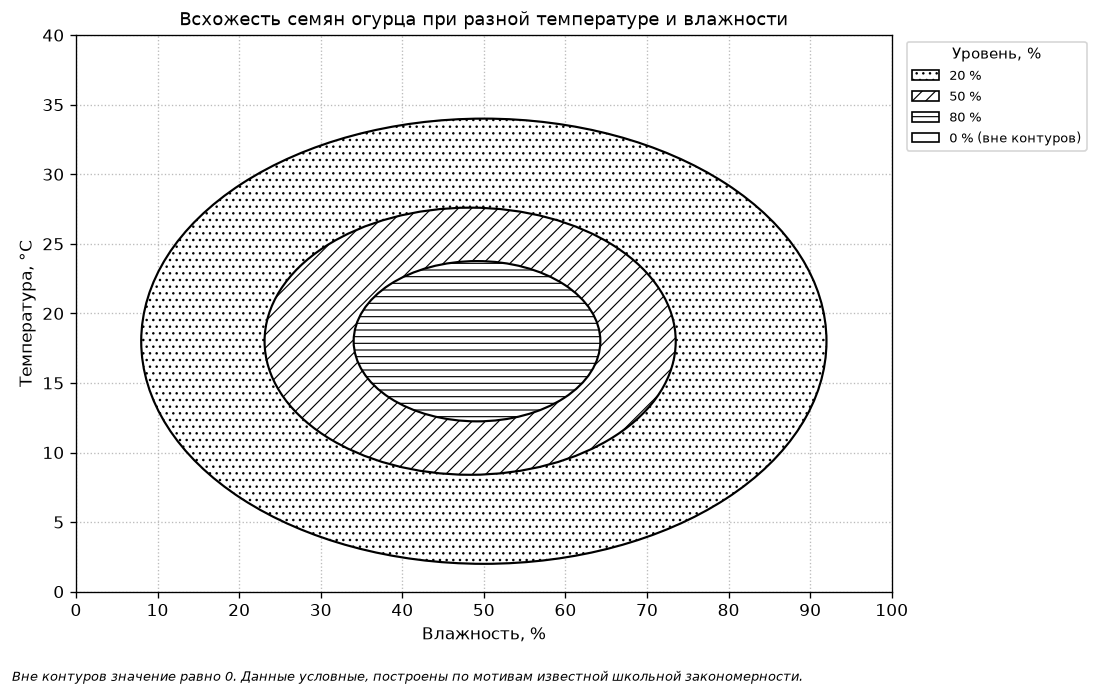 Всхожесть семян огурца при разной температуре и влажности
Уровень, %
20 %
50 %
80 %
0 % (вне контуров)
Температура, °C
40
35
30
25
20
15
10
5
0
0 10 20 30 40 50 60 70 80 90 100
Влажность, %
Вне контуров значение равно 0. Данные условные, построены по мотивам известной школьной закономерности.